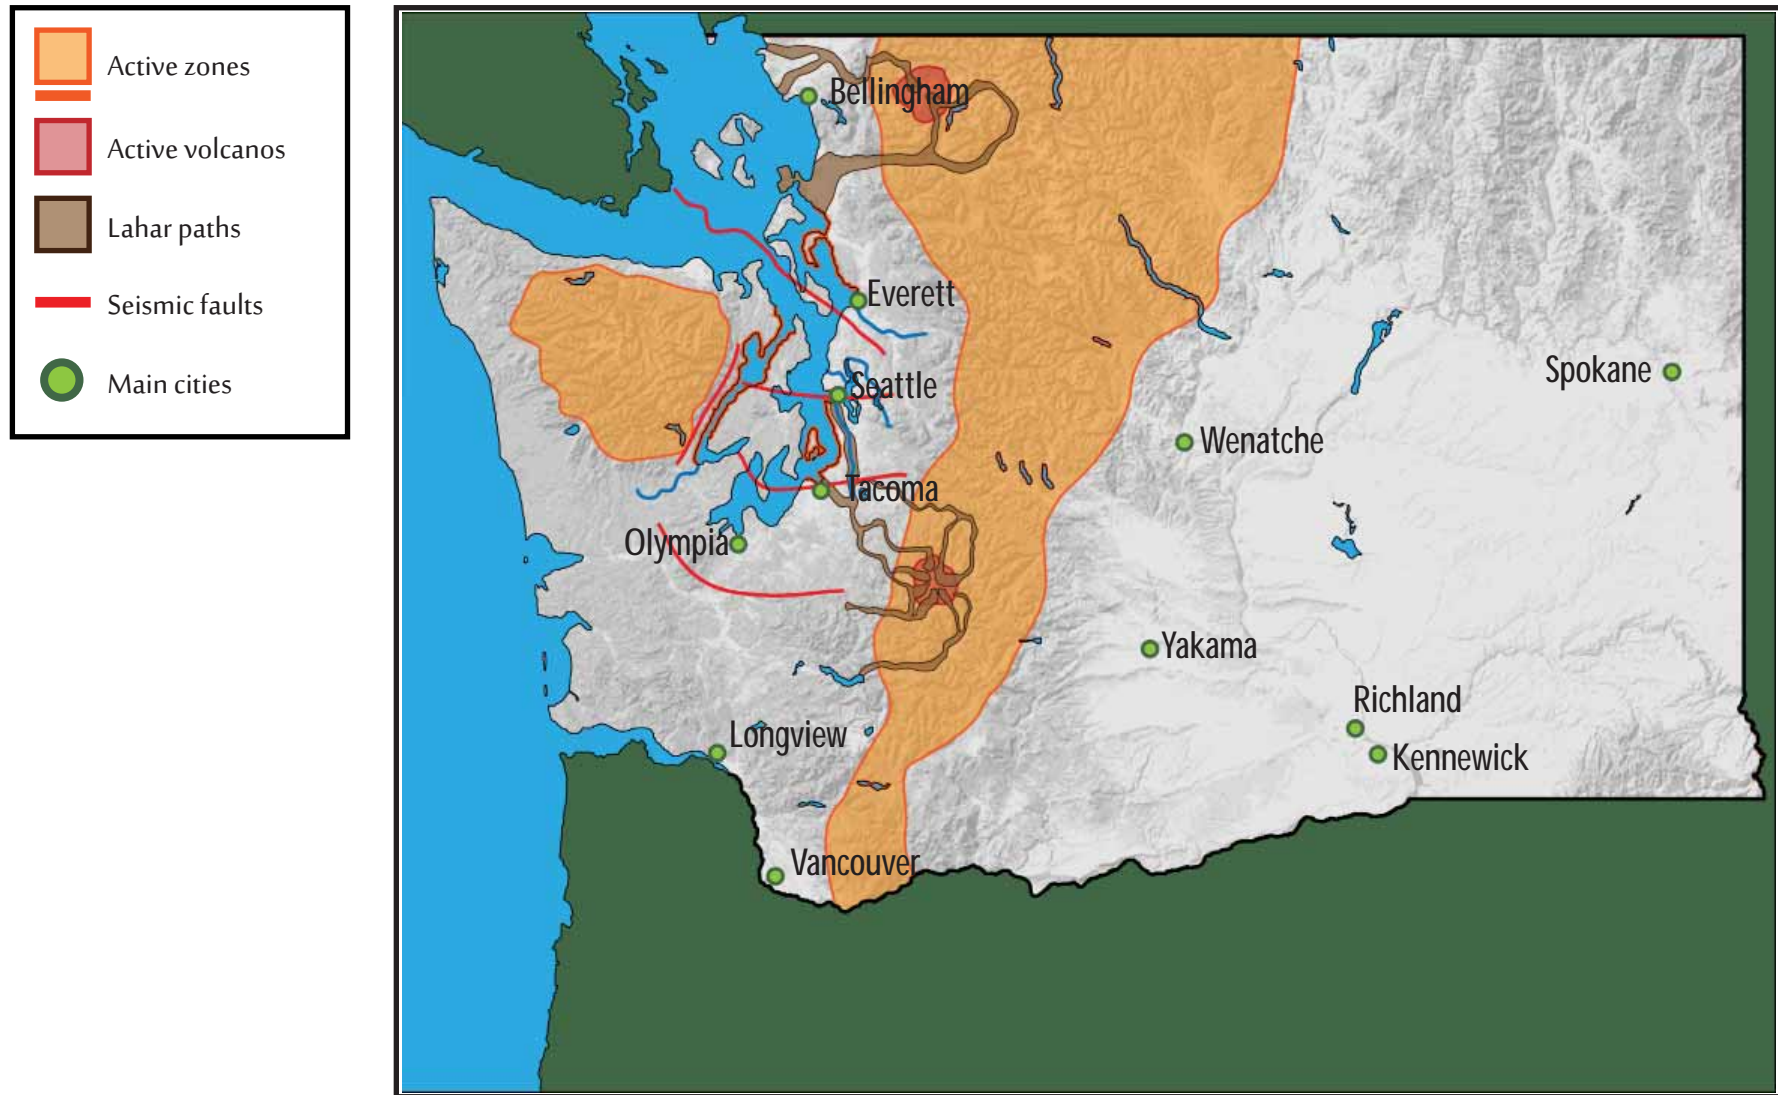 Active zones
Active volcanos
Lahar paths
Seismic faults
Main cities
Bellingham
Everett
Seattle
Spokane
Wenatche
Tacoma
Olympia
Yakama
Richland
Longview
Kennewick
Vancouver